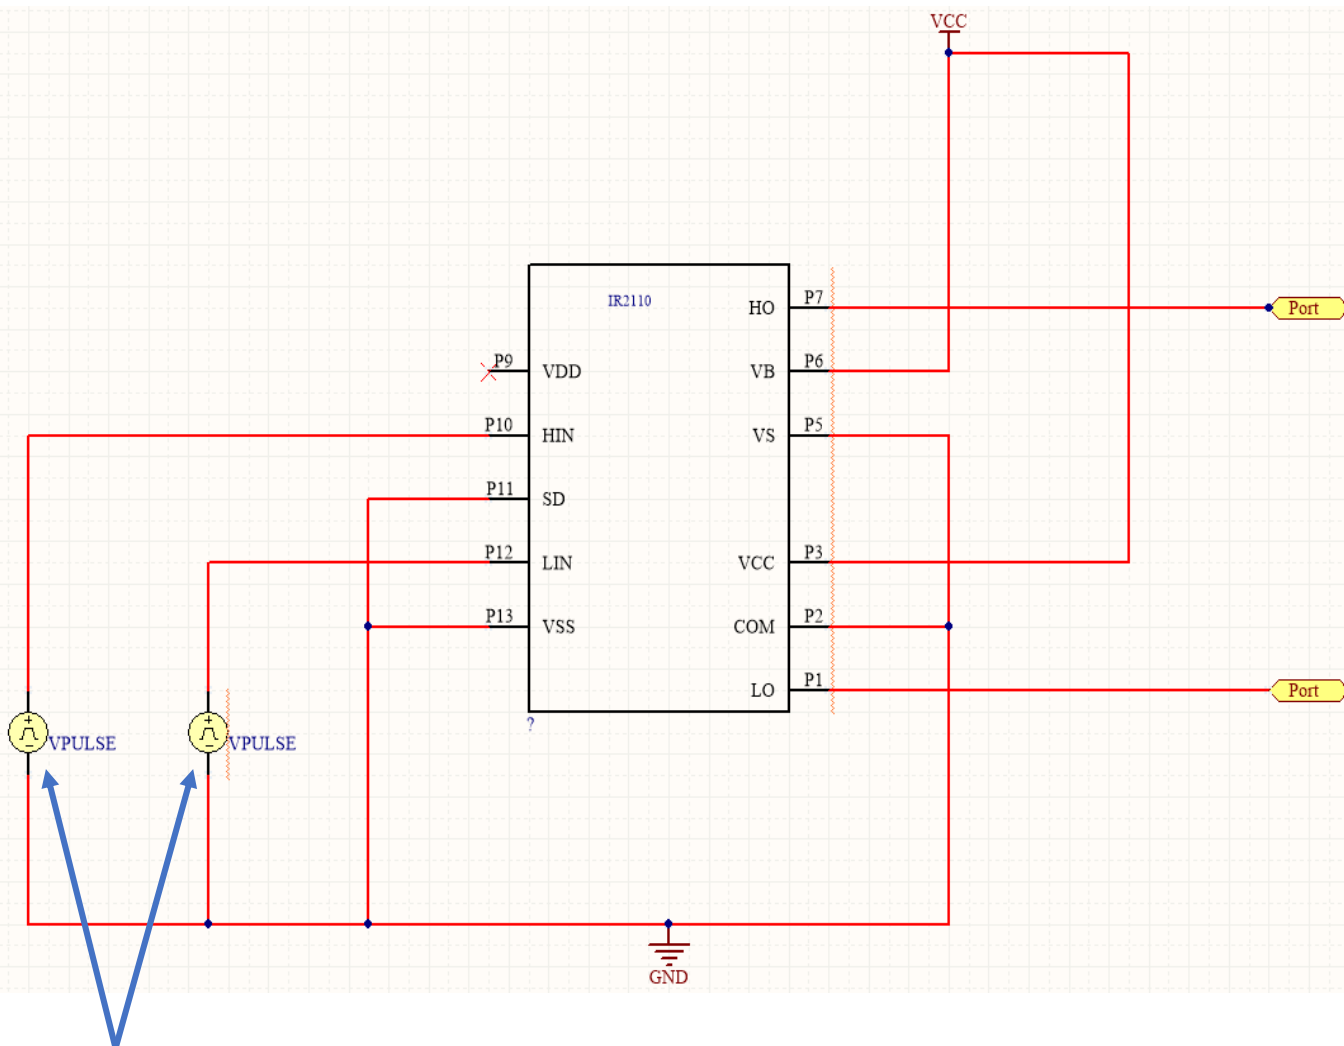 VCC
IR2110
HO P7 Port
P9 VDD VB P6
P10 HIN VS P5
P11 SD
P12 LIN VCC P3
P13 VSS COM P2
LO P1 Port
?
VPULSE VPULSE
GND